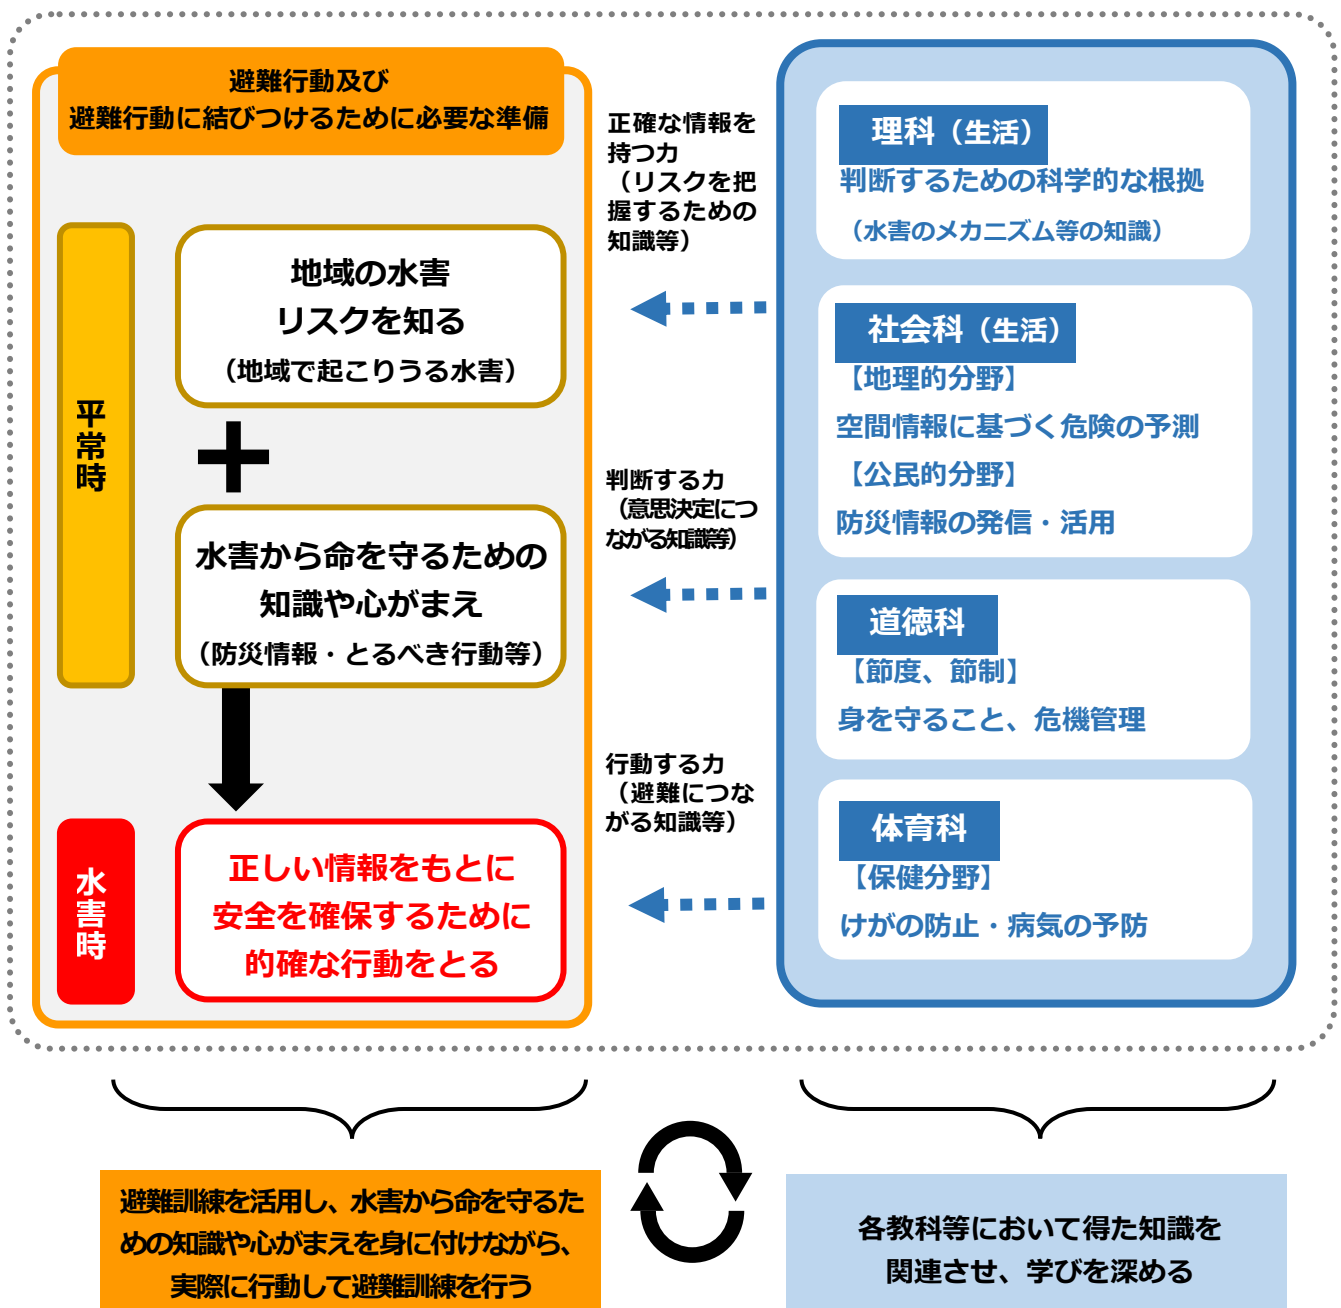 避難行動及び
避難行動に結びつけるために必要な準備
平常時
地域の水害
リスクを知る
（地域で起こりうる水害）
＋
水害から命を守るための
知識や心がまえ
（防災情報・とるべき行動等）
水害時
正しい情報をもとに
安全を確保するために
的確な行動をとる
正確な情報を
持つ力
（リスクを把
握するための
知識等）
判断する力
（意思決定につ
ながる知識等）
行動する力
（避難につな
がる知識等）
理科（生活）
判断するための科学的な根拠
（水害のメカニズム等の知識）
社会科（生活）
【地理的分野】
空間情報に基づく危険の予測
【公民的分野】
防災情報の発信・活用
道徳科
【節度、節制】
身を守ること、危機管理
体育科
【保健分野】
けがの防止・病気の予防
避難訓練を活用し、水害から命を守るた
めの知識や心がまえを身に付けながら、
実際に行動して避難訓練を行う
各教科等において得た知識を
関連させ、学びを深める